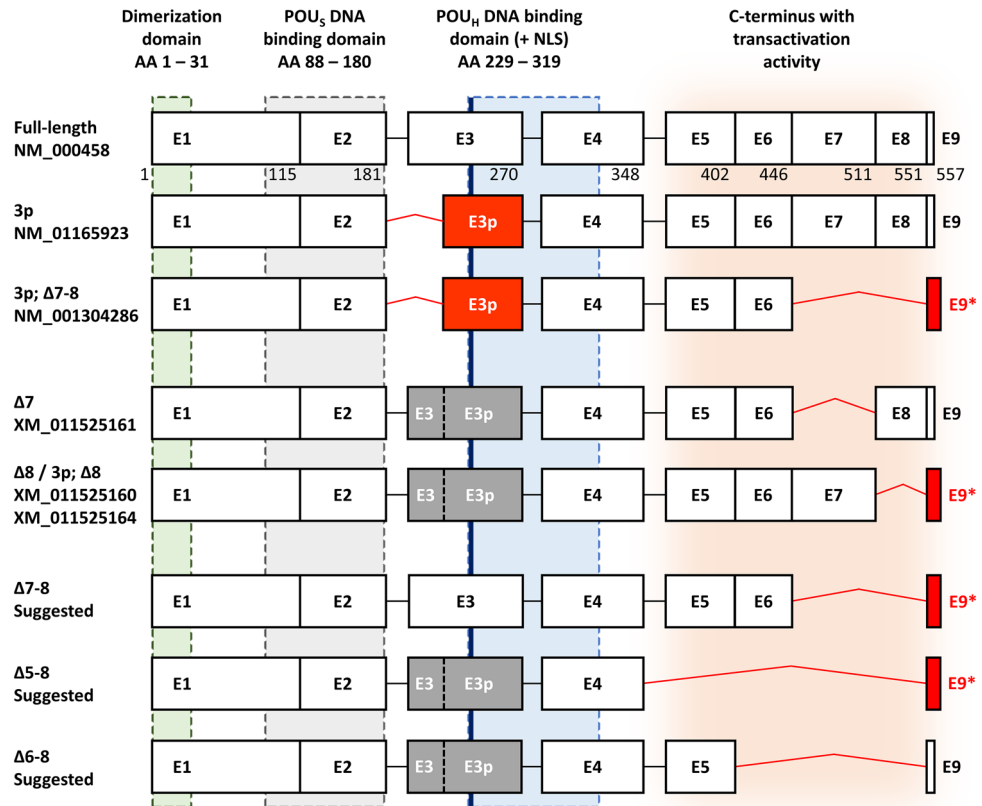 Dimerization
domain
AA 1 – 31
POUS DNA
binding domain
AA 88 – 180
POUH DNA binding
domain (+ NLS)
AA 229 – 319
C-terminus with
transactivation
activity
Full-length
NM_000458
E1 E2 E3 E4 E5 E6 E7 E8 E9
1 115 181 270 348 402 446 511 551 557
3p
NM_01165923
E1 E2 E3p E4 E5 E6 E7 E8 E9
3p; Δ7-8
NM_001304286
E1 E2 E3p E4 E5 E6 E9*
Δ7
XM_011525161
E1 E2 E3 E3p E4 E5 E6 E8 E9
Δ8 / 3p; Δ8
XM_011525160
XM_011525164
E1 E2 E3 E3p E4 E5 E6 E7 E9*
Δ7-8
Suggested
E1 E2 E3 E4 E5 E6 E9*
Δ5-8
Suggested
E1 E2 E3 E3p E4 E9*
Δ6-8
Suggested
E1 E2 E3 E3p E4 E5 E9